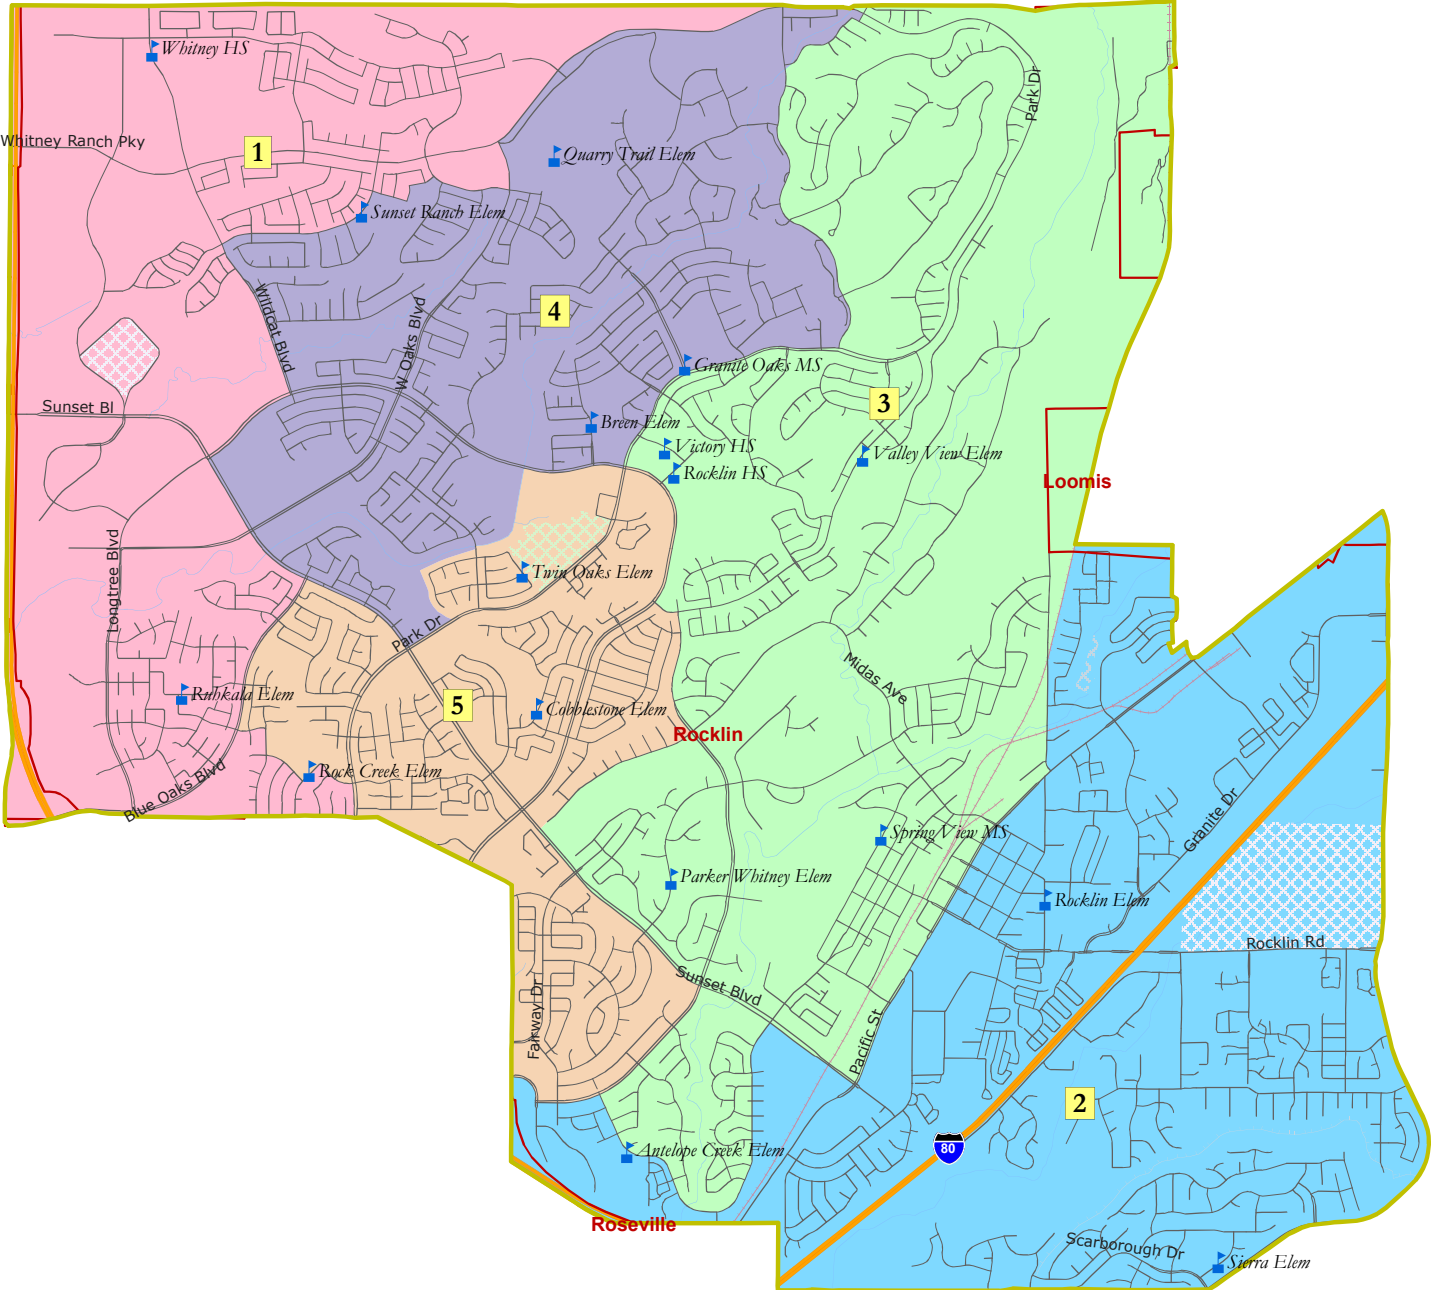 Whitney HS
Park Dr
Whitney Ranch Pky
1
Quarry Trail Elem
Sunset Ranch Elem
Wildcat Blvd
W Oaks Blvd
4
Granite Oaks MS
Sunset Bl
3
Breen Elem
Victory HS
Valley View Elem
Rocklin HS
Loomis
Longtree Blvd
Twin Oaks Elem
Park Dr
Midas Ave
Ruhkala Elem
5
Cobblestone Elem
Rocklin
Rock Creek Elem
Blue Oaks Blvd
Granite Dr
Spring View MS
Parker Whitney Elem
Rocklin Elem
Rocklin Rd
Sunset Blvd
Fairway Dr
Pacific St
2
80
Antelope Creek Elem
Roseville
Scarborough Dr
Sierra Elem